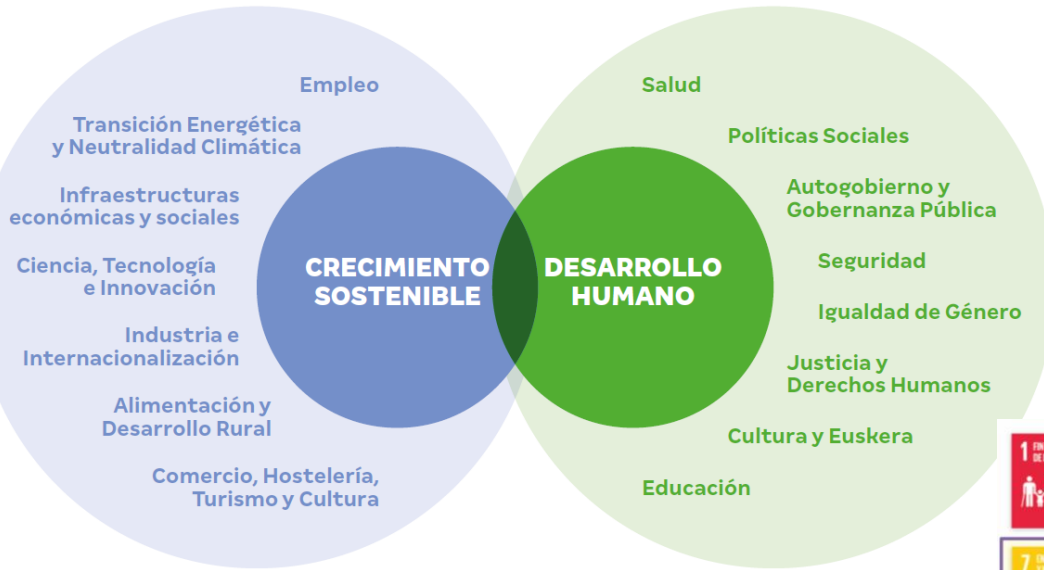 Empleo
Transición Energética
y Neutralidad Climática
Infraestructuras
económicas y sociales
Ciencia, Tecnología
e Innovación
Industria e
Internacionalización
Alimentación y
Desarrollo Rural
Comercio, Hostelería,
Turismo y Cultura
CRECIMIENTO
SOSTENIBLE
DESARROLLO
HUMANO
Salud
Políticas Sociales
Autogobierno y
Gobernanza Pública
Seguridad
Igualdad de Género
Justicia y
Derechos Humanos
Cultura y Euskera
Educación
1
7